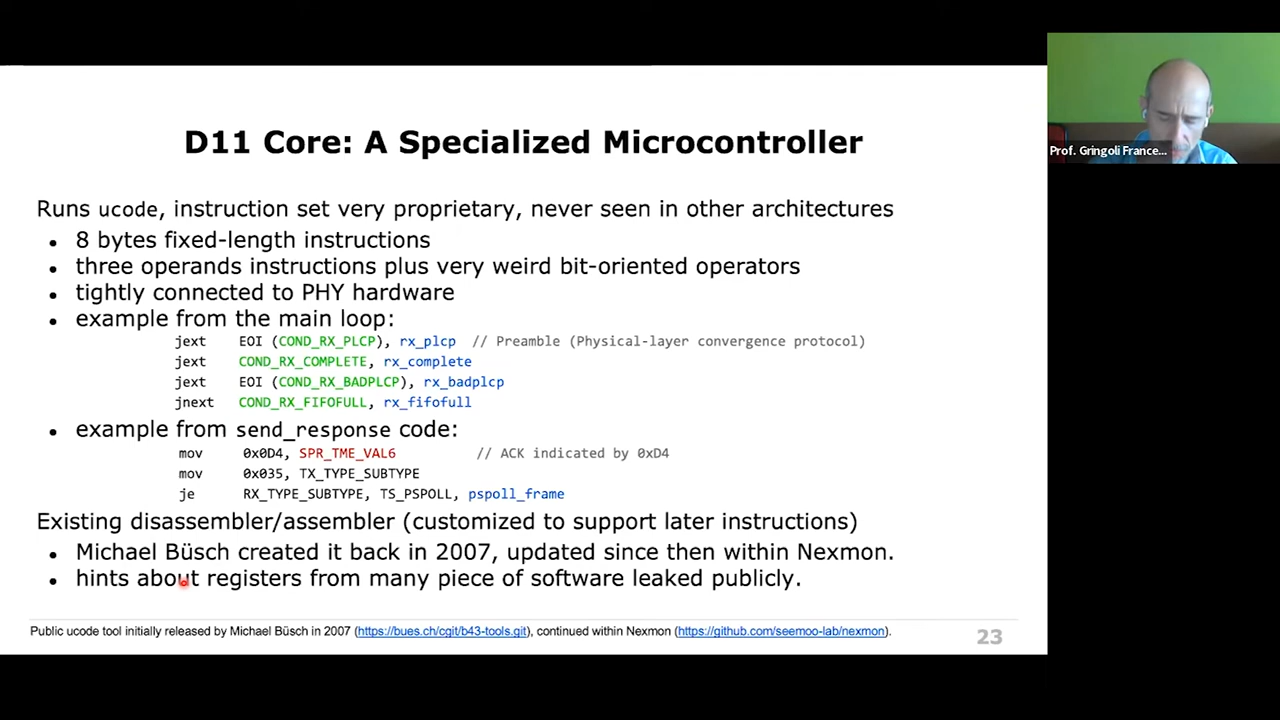 D11 Core: A Specialized Microcontroller
Prof. Gringoli France...
Runs ucode, instruction set very proprietary, never seen in other architectures
• 8 bytes fixed-length instructions
• three operands instructions plus very weird bit-oriented operators
• tightly connected to PHY hardware
• example from the main loop:
jext EOI (COND_RX_PLCP), rx_plcp // Preamble (Physical-layer convergence protocol)
jext COND_RX_COMPLETE, rx_complete
jext EOI (COND_RX_BADPLCP), rx_badplcp
jnext COND_RX_FIFOFULL, rx_fifofull
• example from send_response code:
mov 0x0D4, SPR_TME_VAL6 // ACK indicated by 0xD4
mov 0x035, TX_TYPE_SUBTYPE
je RX_TYPE_SUBTYPE, TS_PSPOLL, pspoll_frame
Existing disassembler/assembler (customized to support later instructions)
• Michael Büsch created it back in 2007, updated since then within Nexmon.
• hints about registers from many piece of software leaked publicly.
Public ucode tool initially released by Michael Büsch in 2007 (https://bues.ch/cgit/b43-tools.git), continued within Nexmon (https://github.com/seemoo-lab/nexmon).
23